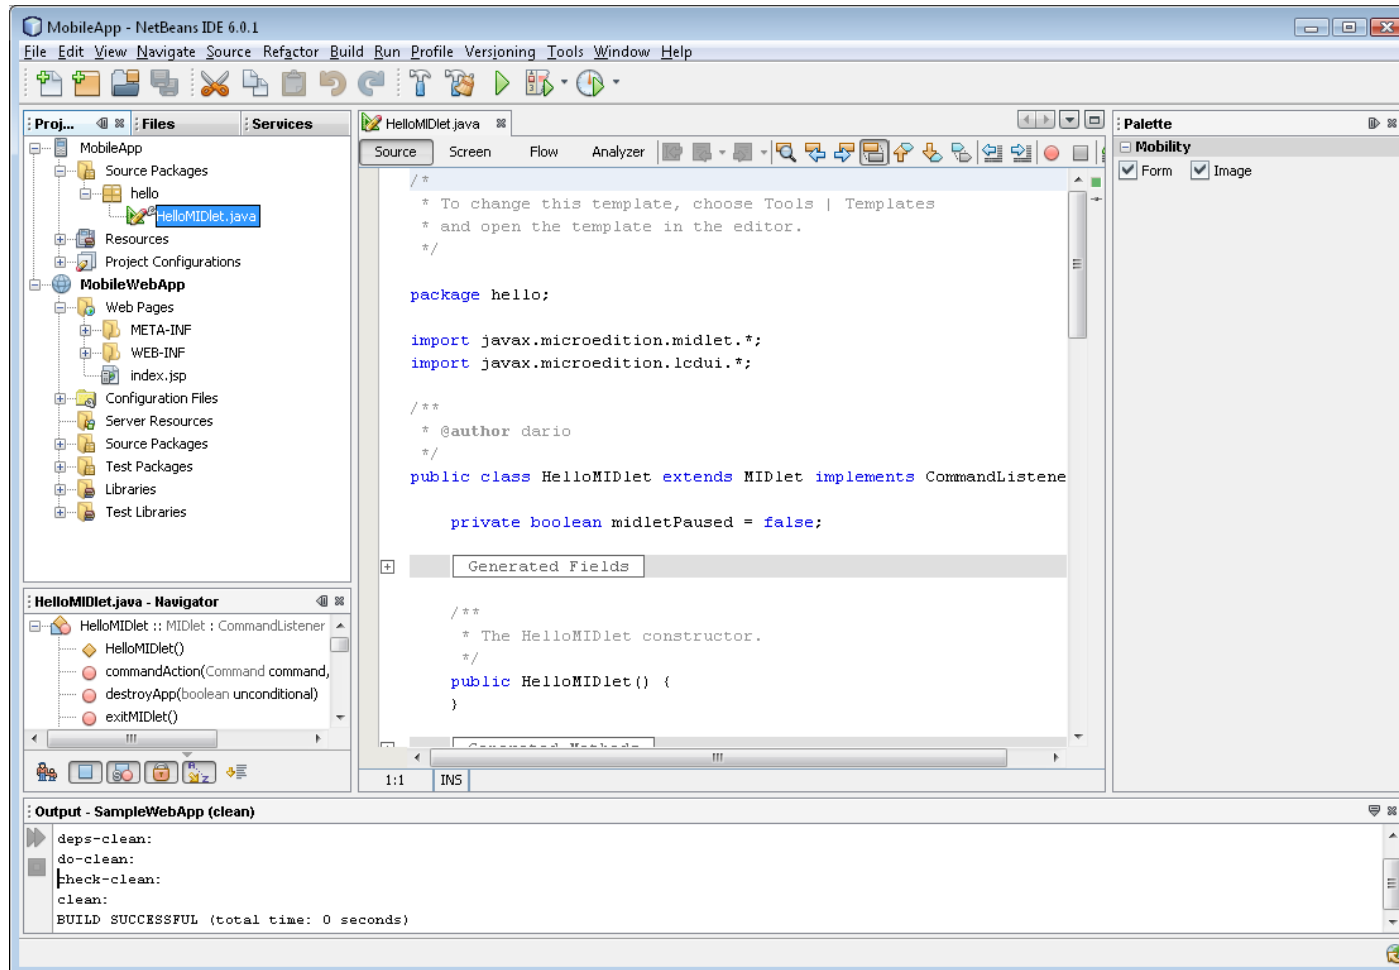 MobileApp - NetBeans IDE 6.0.1
File Edit View Navigate Source Refactor Build Run Profile Versioning Tools Window Help
Proj... Files Services
MobileApp
Source Packages
hello
HelloMIDlet.java
Resources
Project Configurations
MobileWebApp
Web Pages
META-INF
WEB-INF
index.jsp
Configuration Files
Server Resources
Source Packages
Test Packages
Libraries
Test Libraries
HelloMIDlet.java - Navigator
HelloMIDlet :: MIDlet : CommandListener
HelloMIDlet()
commandAction(Command command,
destroyApp(boolean unconditional)
exitMIDlet()
HelloMIDlet.java
Source Screen Flow Analyzer
/*
* To change this template, choose Tools | Templates
* and open the template in the editor.
*/
package hello;
import javax.microedition.midlet.*;
import javax.microedition.lcdui.*;
/**
* @author dario
*/
public class HelloMIDlet extends MIDlet implements CommandListene
private boolean midletPaused = false;
Generated Fields
/**
* The HelloMIDlet constructor.
*/
public HelloMIDlet() {
}
Generated Methods
1:1 INS
Palette
Mobility
Form Image
Output - SampleWebApp (clean)
deps-clean:
do-clean:
check-clean:
clean:
BUILD SUCCESSFUL (total time: 0 seconds)